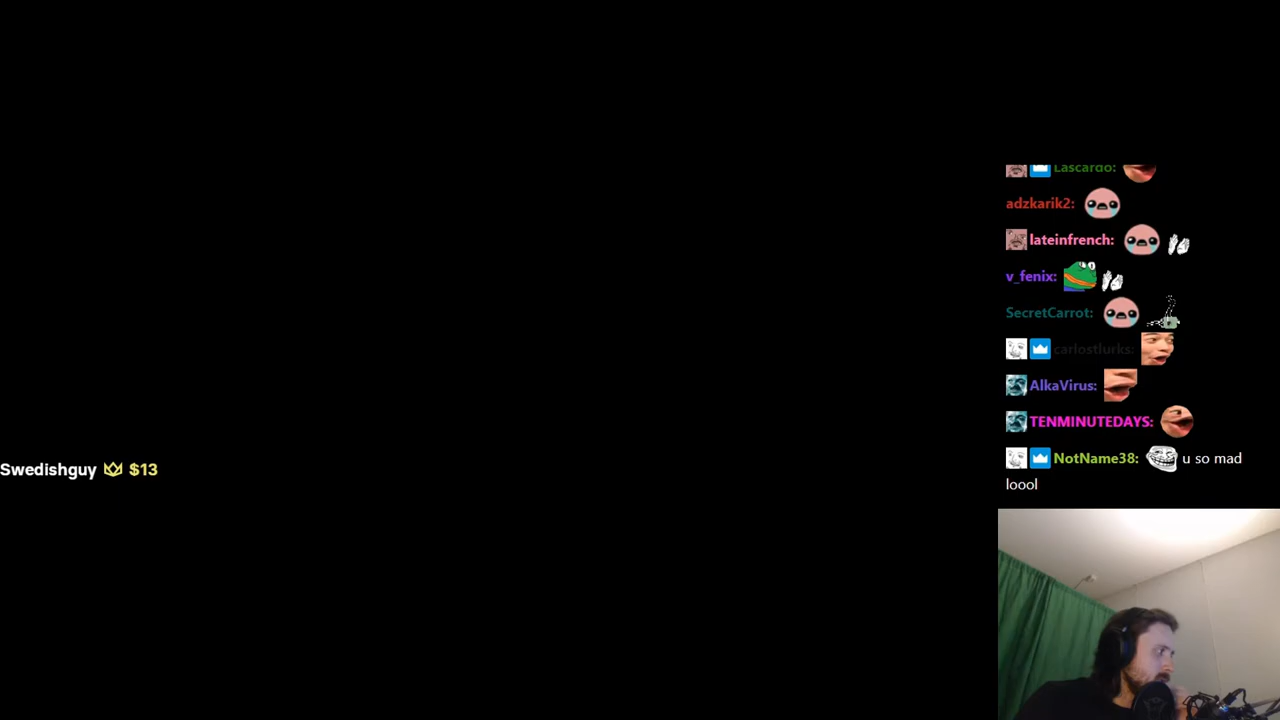 Lascardo:
adzkarik2:
lateinfrench:
v_fenix:
SecretCarrot:
carlostlurks:
AlkaVirus:
TENMINUTEDAYS:
Swedishguy $13
NotName38: u so mad
loool